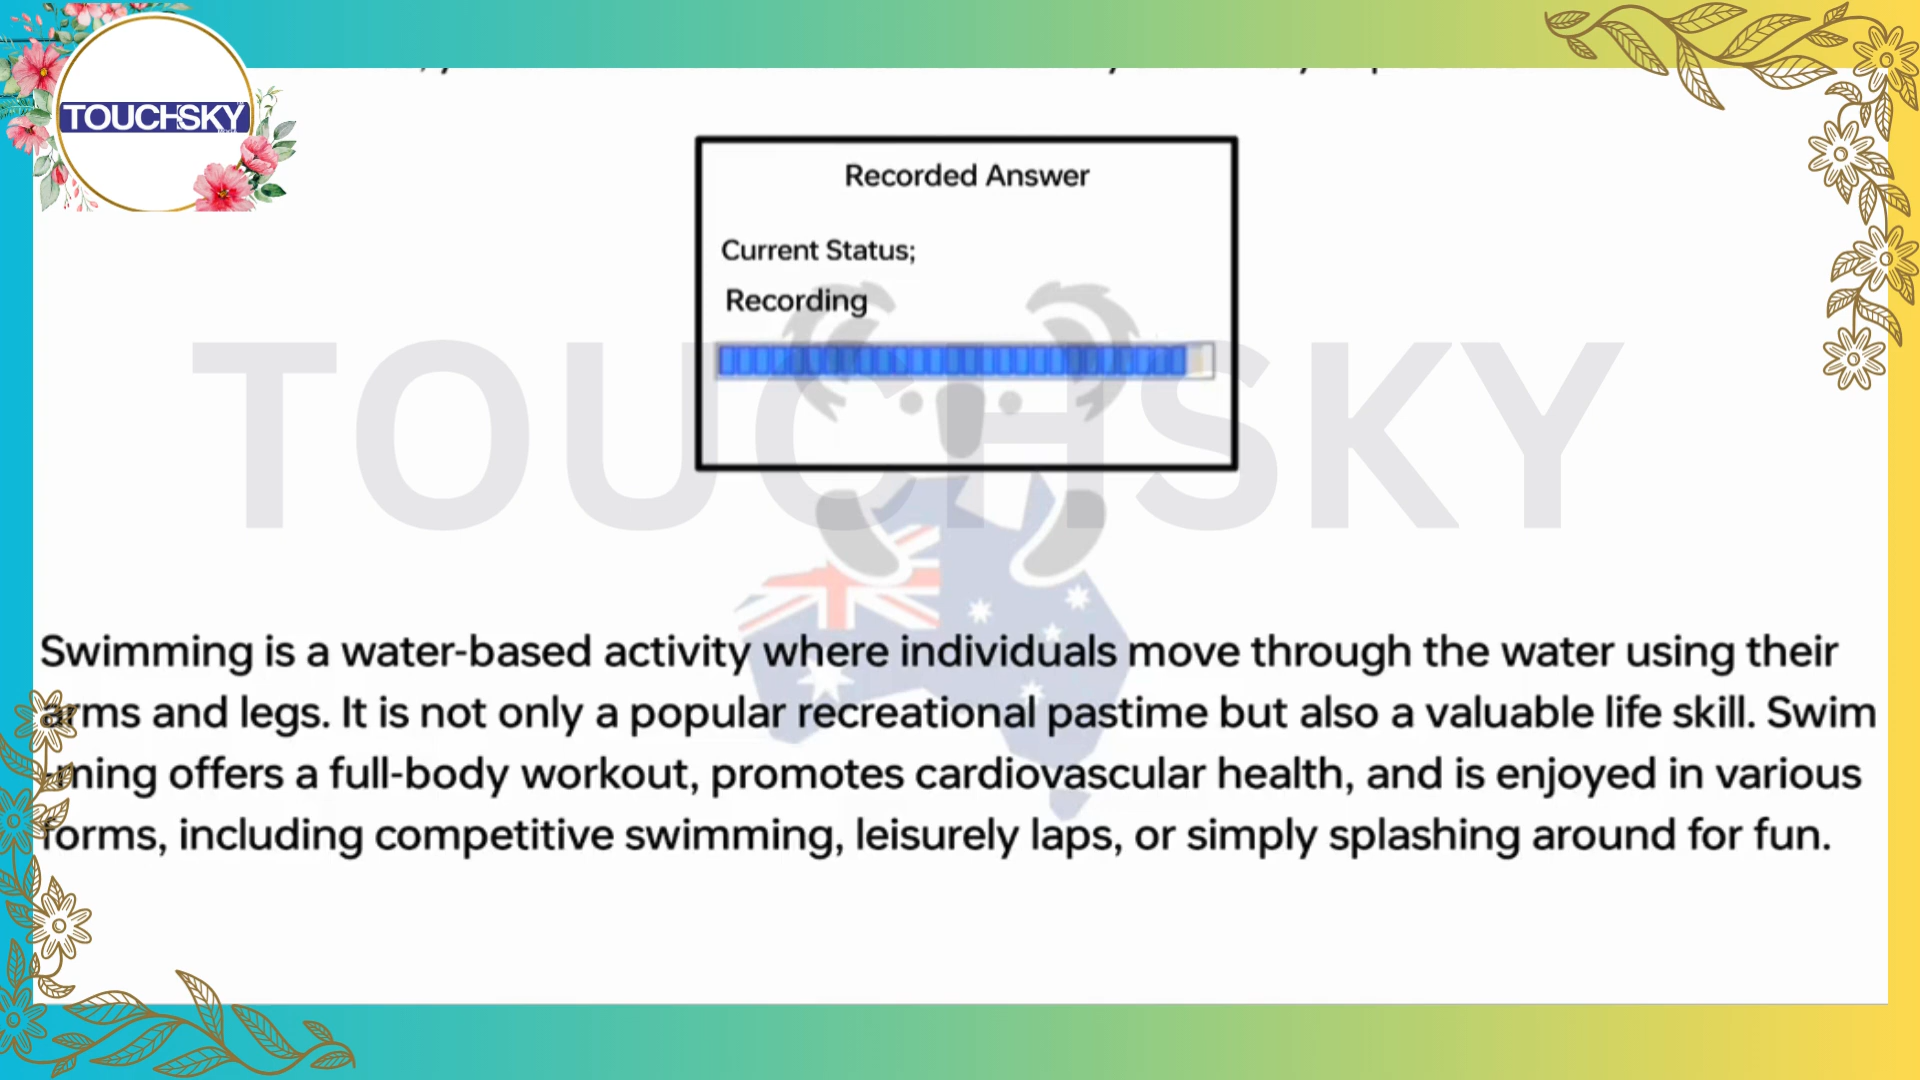 TOUCHSKY
Recorded Answer
Current Status;
Recording
TOUCHSKY
Swimming is a water-based activity where individuals move through the water using their
arms and legs. It is not only a popular recreational pastime but also a valuable life skill. Swim
-ming offers a full-body workout, promotes cardiovascular health, and is enjoyed in various
forms, including competitive swimming, leisurely laps, or simply splashing around for fun.